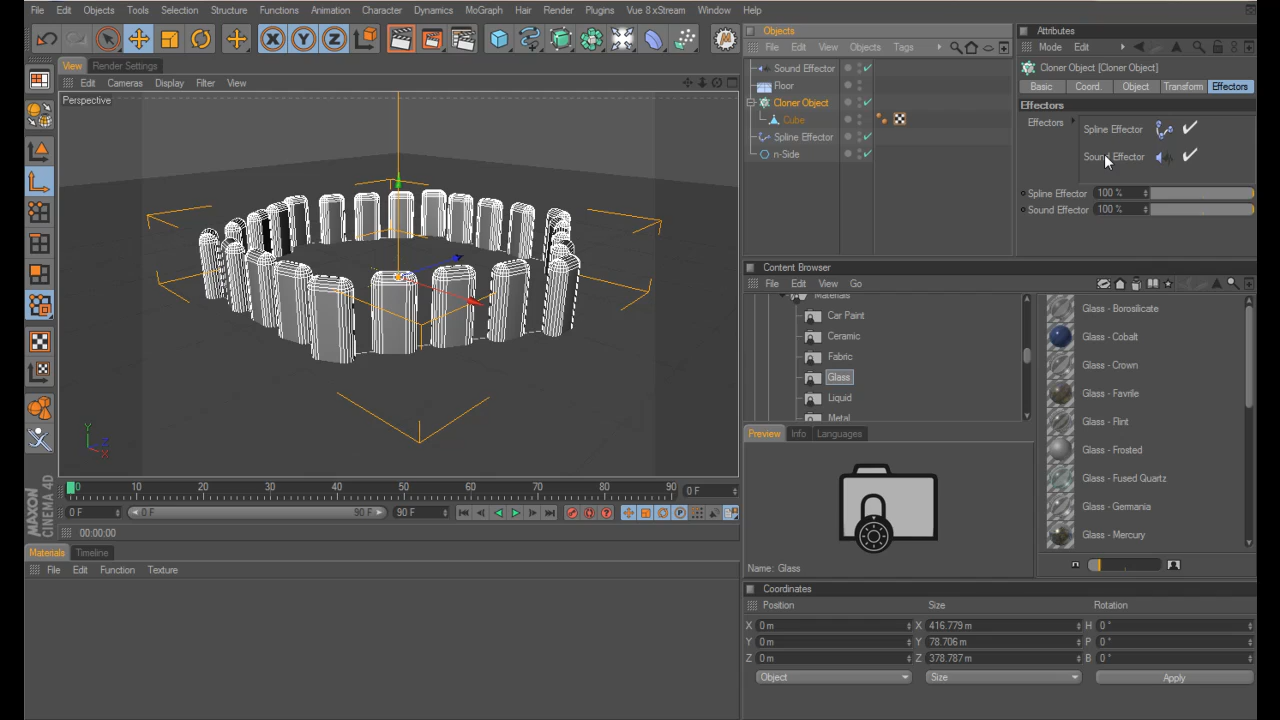 File Edit Objects Tools Selection Structure Functions Animation Character Dynamics MoGraph Hair Render Plugins Vue 8 xStream Window Help
View Render Settings
Edit Cameras Display Filter View
Perspective
Y
Z
X
0 10 20 30 40 50 60 70 80 90 0 F
0 F 0 F 90 F 90 F
00:00:00
Materials Timeline
File Edit Function Texture
MAXON CINEMA 4D
Objects
File Edit View Objects Tags
Sound Effector
Floor
Cloner Object
Cube
Spline Effector
n-Side
Attributes
Mode Edit
Cloner Object [Cloner Object]
Basic Coord. Object Transform Effectors
Effectors
Effectors
Spline Effector
Sound Effector
Spline Effector 100 %
Sound Effector 100 %
Content Browser
File Edit View Go
Materials
Car Paint
Ceramic
Fabric
Glass
Liquid
Metal
Glass - Borosilicate
Glass - Cobalt
Glass - Crown
Glass - Favrile
Glass - Flint
Glass - Frosted
Glass - Fused Quartz
Glass - Germania
Glass - Mercury
Preview Info Languages
Name: Glass
Coordinates
Position Size Rotation
X 0 m X 416.779 m H 0 °
Y 0 m Y 78.706 m P 0 °
Z 0 m Z 378.787 m B 0 °
Object Size Apply